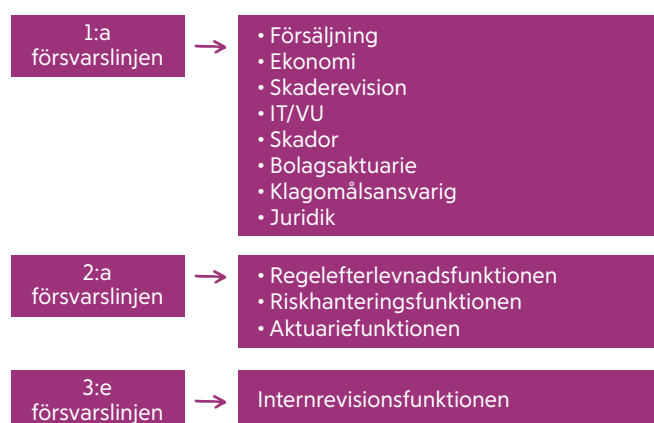 1:a
försvarslinjen
• Försäljning
• Ekonomi
• Skaderevision
• IT/VU
• Skador
• Bolagsaktuarie
• Klagomålsansvarig
• Juridik
2:a
försvarslinjen
• Regelefterlevnadsfunktionen
• Riskhanteringsfunktionen
• Aktuariefunktionen
3:e
försvarslinjen
Internrevisionsfunktionen